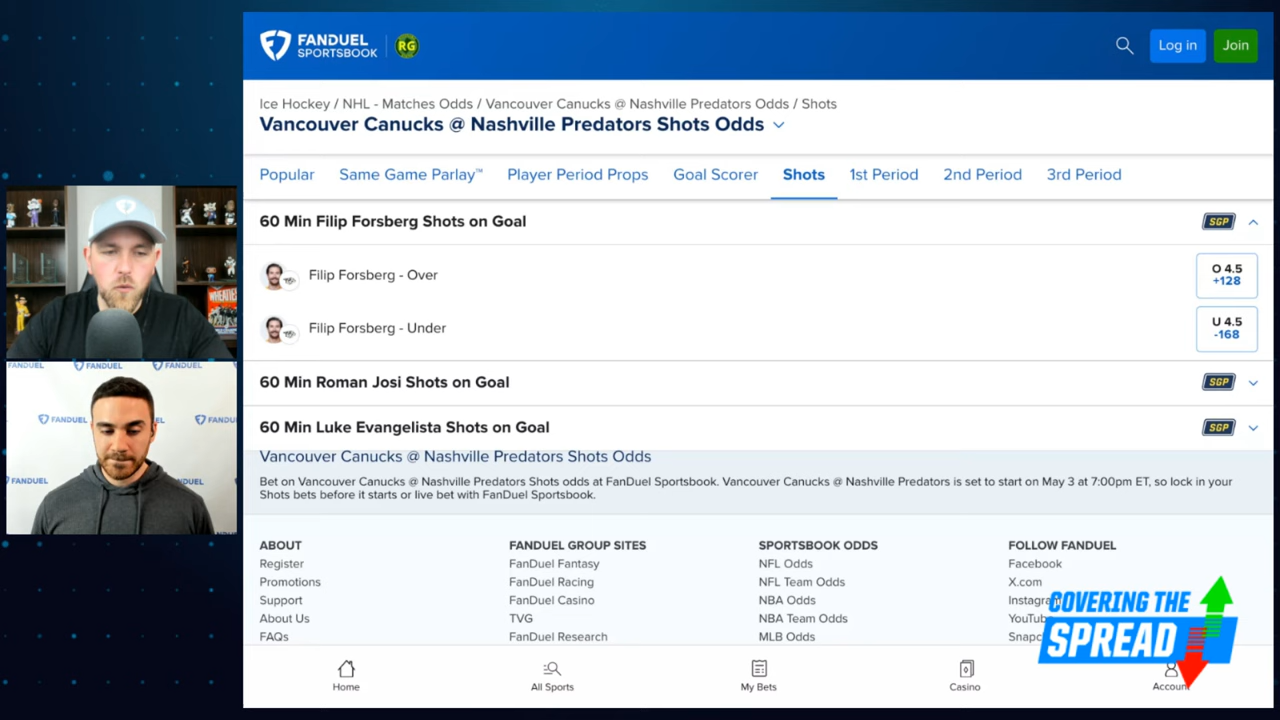 FANDUEL
SPORTSBOOK
RG
Log in
Join
Ice Hockey / NHL - Matches Odds / Vancouver Canucks @ Nashville Predators Odds / Shots
Vancouver Canucks @ Nashville Predators Shots Odds
Popular
Same Game Parlay™
Player Period Props
Goal Scorer
Shots
1st Period
2nd Period
3rd Period
60 Min Filip Forsberg Shots on Goal
SGP
Filip Forsberg - Over
O 4.5
+128
Filip Forsberg - Under
U 4.5
-168
60 Min Roman Josi Shots on Goal
SGP
60 Min Luke Evangelista Shots on Goal
SGP
Vancouver Canucks @ Nashville Predators Shots Odds
Bet on Vancouver Canucks @ Nashville Predators Shots odds at FanDuel Sportsbook. Vancouver Canucks @ Nashville Predators is set to start on May 3 at 7:00pm ET, so lock in your
Shots bets before it starts or live bet with FanDuel Sportsbook.
ABOUT
Register
Promotions
Support
About Us
FAQs
FANDUEL GROUP SITES
FanDuel Fantasy
FanDuel Racing
FanDuel Casino
TVG
FanDuel Research
SPORTSBOOK ODDS
NFL Odds
NFL Team Odds
NBA Odds
NBA Team Odds
MLB Odds
FOLLOW FANDUEL
Facebook
X.com
Instagram
YouTube
COVERING THE
SPREAD
Home
All Sports
My Bets
Casino
Account
WHEATIES
FANDUEL
FANDUEL
FANDUEL
FANDUEL